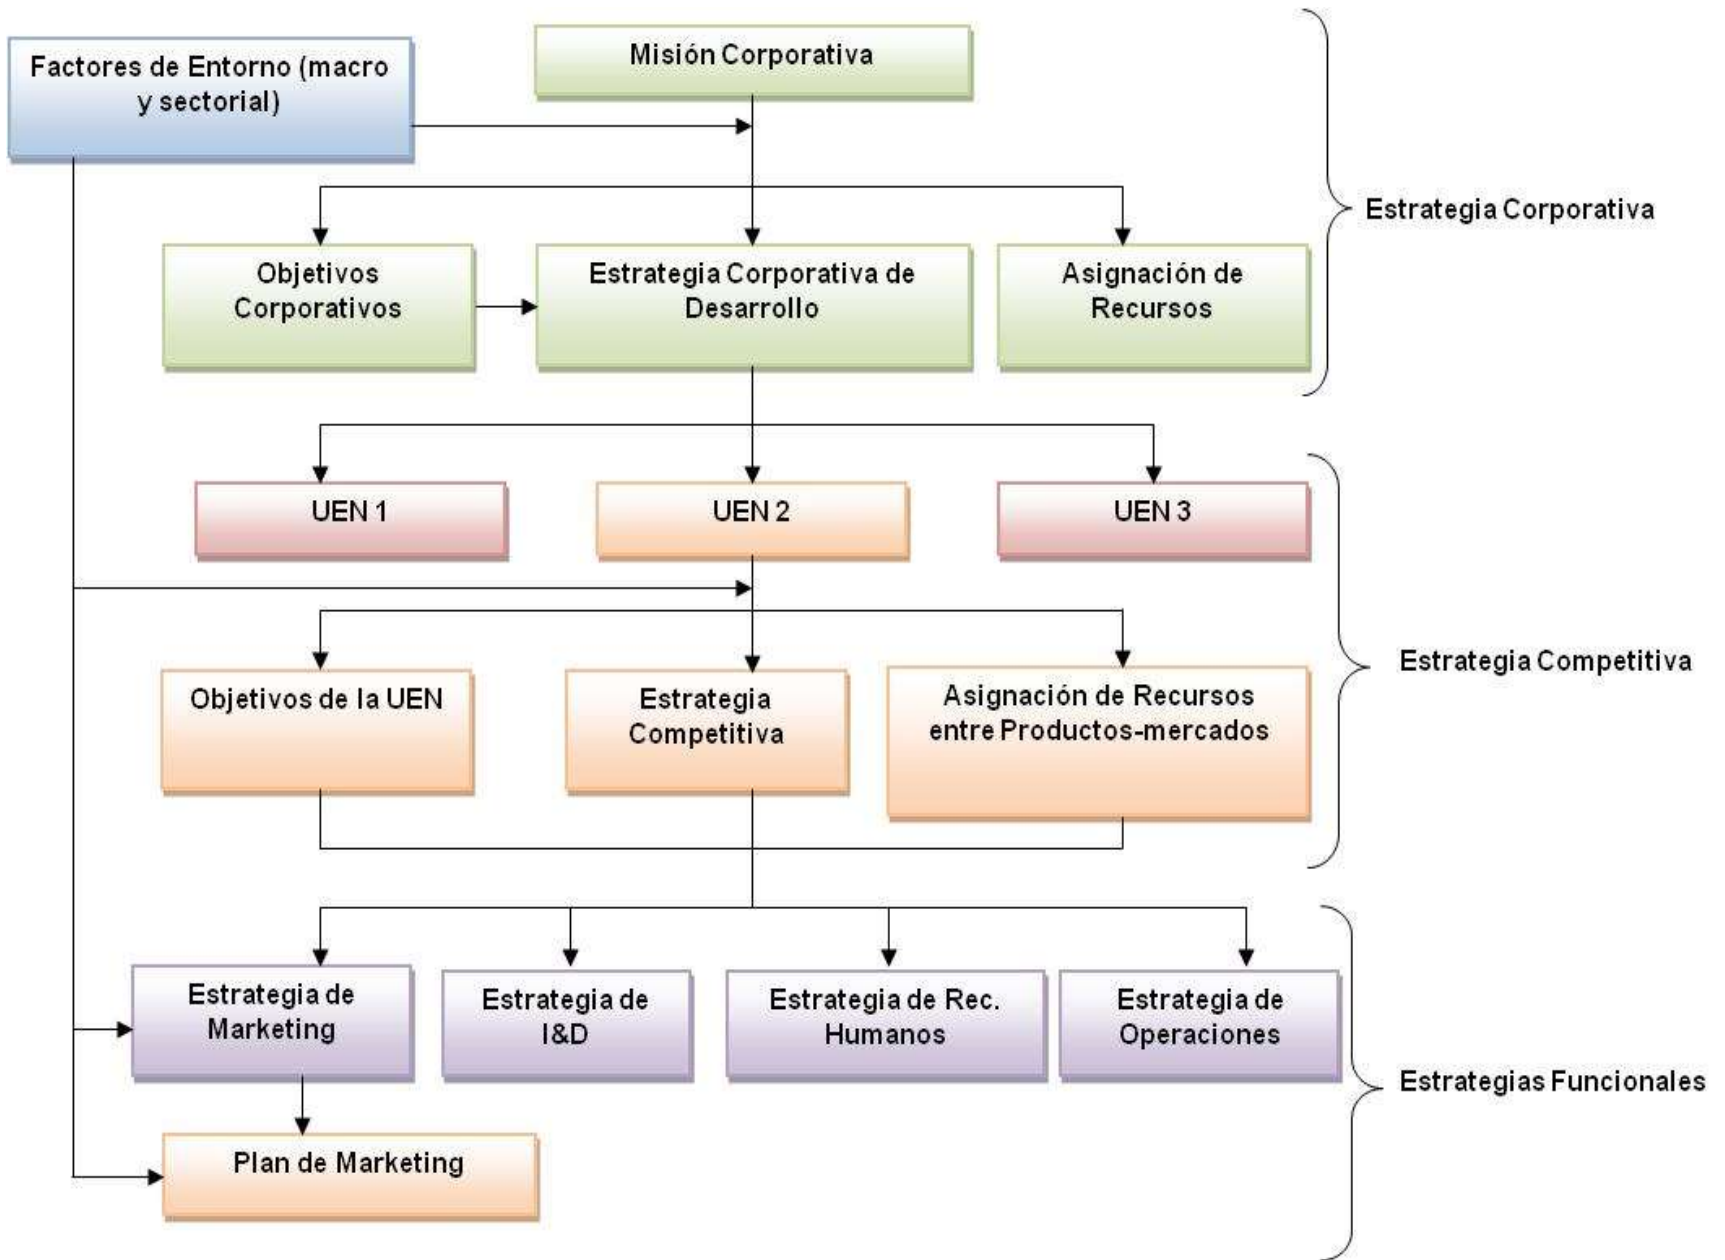 Factores de Entorno (macro
y sectorial)
Misión Corporativa
Estrategia Corporativa
Objetivos
Corporativos
Estrategia Corporativa de
Desarrollo
Asignación de
Recursos
UEN 1
UEN 2
UEN 3
Estrategia Competitiva
Objetivos de la UEN
Estrategia
Competitiva
Asignación de Recursos
entre Productos-mercados
Estrategia de
Marketing
Estrategia de
I&D
Estrategia de Rec.
Humanos
Estrategia de
Operaciones
Estrategias Funcionales
Plan de Marketing